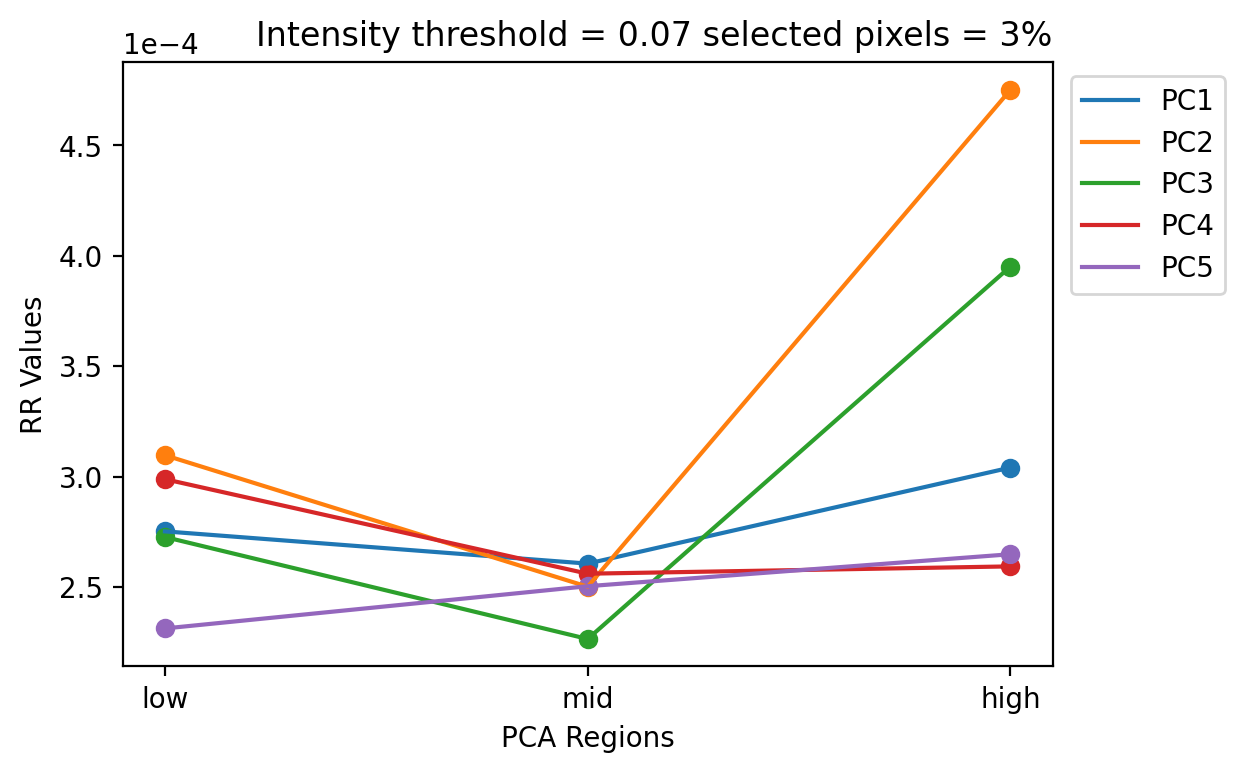 Intensity threshold = 0.07 selected pixels = 3%
1e−4
4.5
4.0
3.5
3.0
2.5
RR Values
low
mid
high
PCA Regions
PC1
PC2
PC3
PC4
PC5